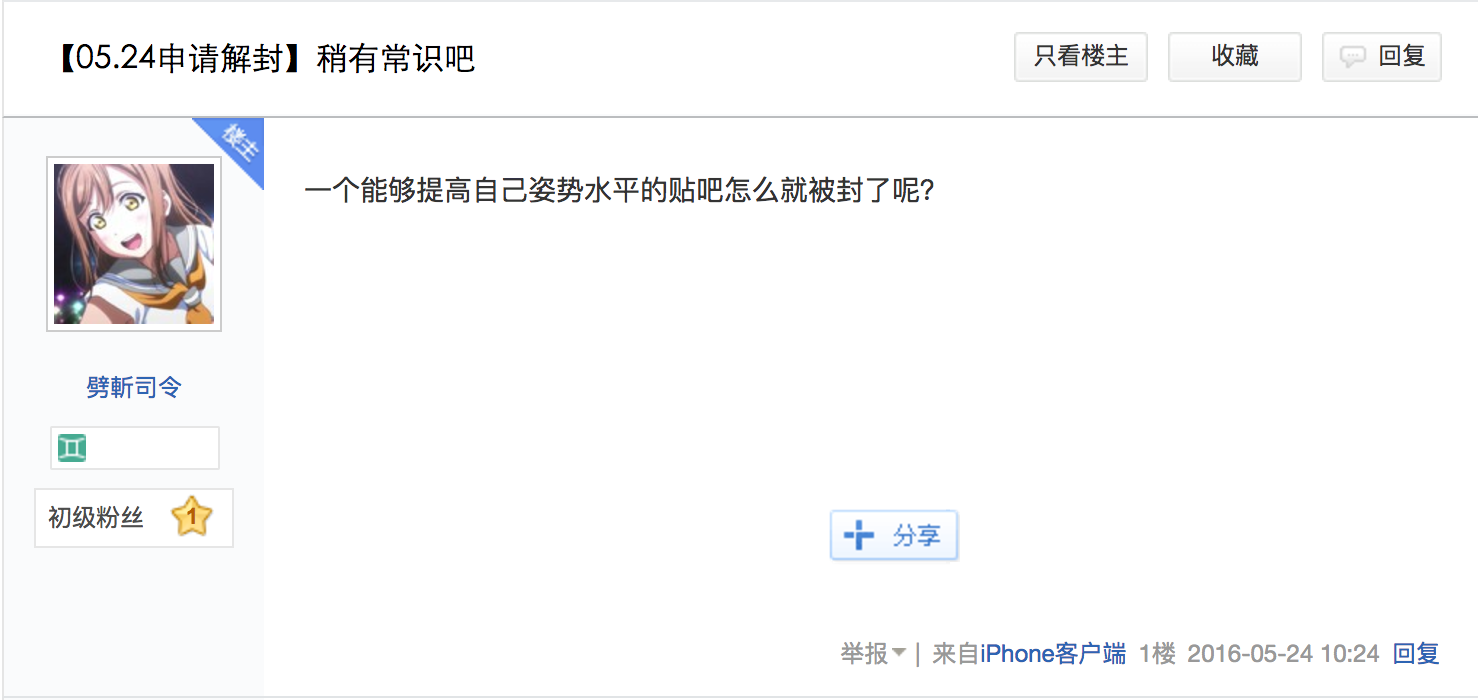 【05.24申请解封】稍有常识吧
只看楼主
收藏
回复
楼主
一个能够提高自己姿势水平的贴吧怎么就被封了呢？
劈斬司令
初级粉丝 1
分享
举报 | 来自iPhone客户端 1楼 2016-05-24 10:24 回复